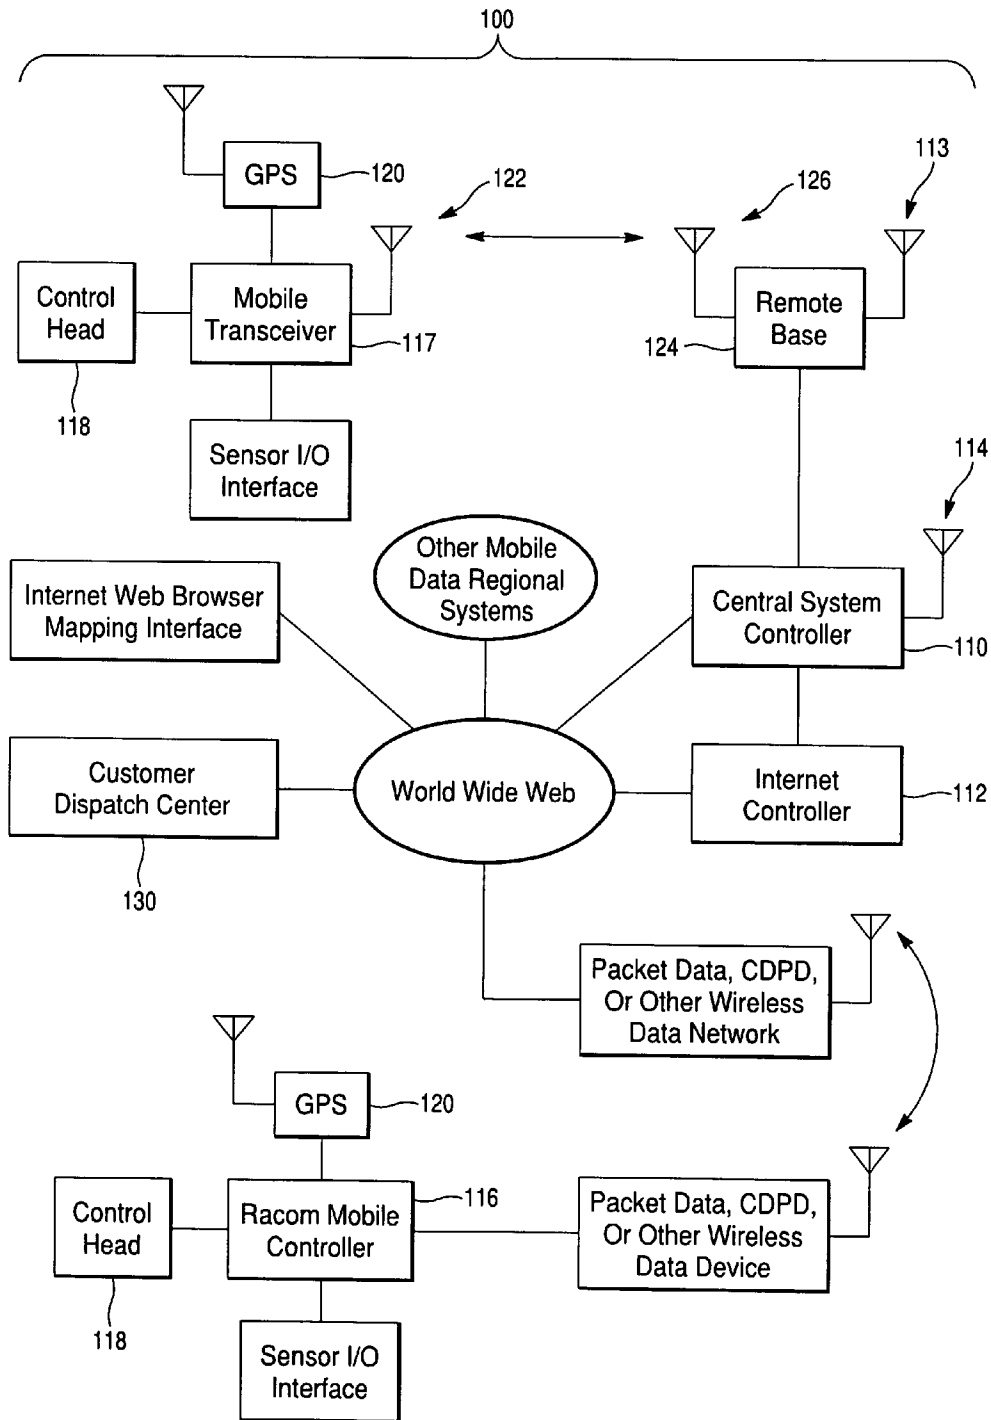 100
GPS
120
122
126
113
Control
Head
118
Mobile
Transceiver
117
Remote
Base
124
Sensor I/O
Interface
114
Other Mobile
Data Regional
Systems
Internet Web Browser
Mapping Interface
Central System
Controller
110
Customer
Dispatch Center
130
World Wide Web
Internet
Controller
112
Packet Data, CDPD,
Or Other Wireless
Data Network
GPS
120
Control
Head
118
Racom Mobile
Controller
116
Packet Data, CDPD,
Or Other Wireless
Data Device
Sensor I/O
Interface